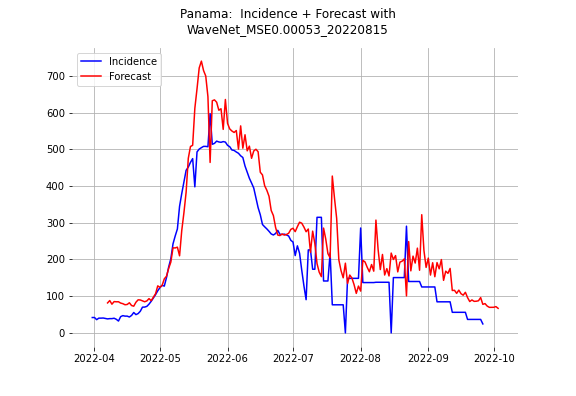 Panama:  Incidence + Forecast with
WaveNet_MSE0.00053_20220815
Incidence
Forecast
700
600
500
400
300
200
100
0
2022-04 2022-05 2022-06 2022-07 2022-08 2022-09 2022-10